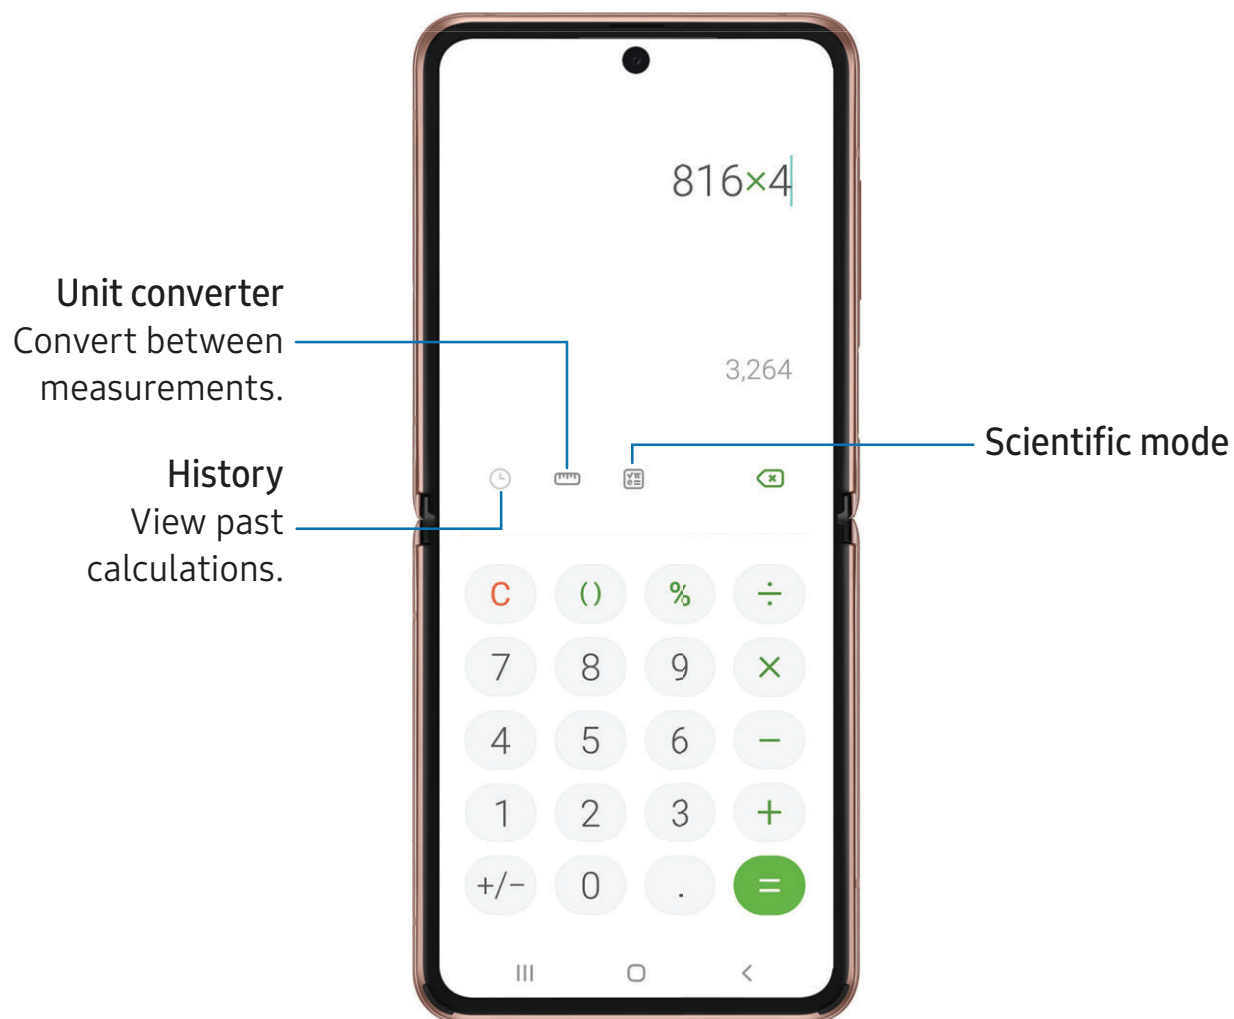 816×4
Unit converter
Convert between
measurements.
3,264
Scientific mode
History
View past
calculations.
√π
e=
C
( )
%
÷
7
8
9
×
4
5
6
−
1
2
3
+
+/−
0
.
=